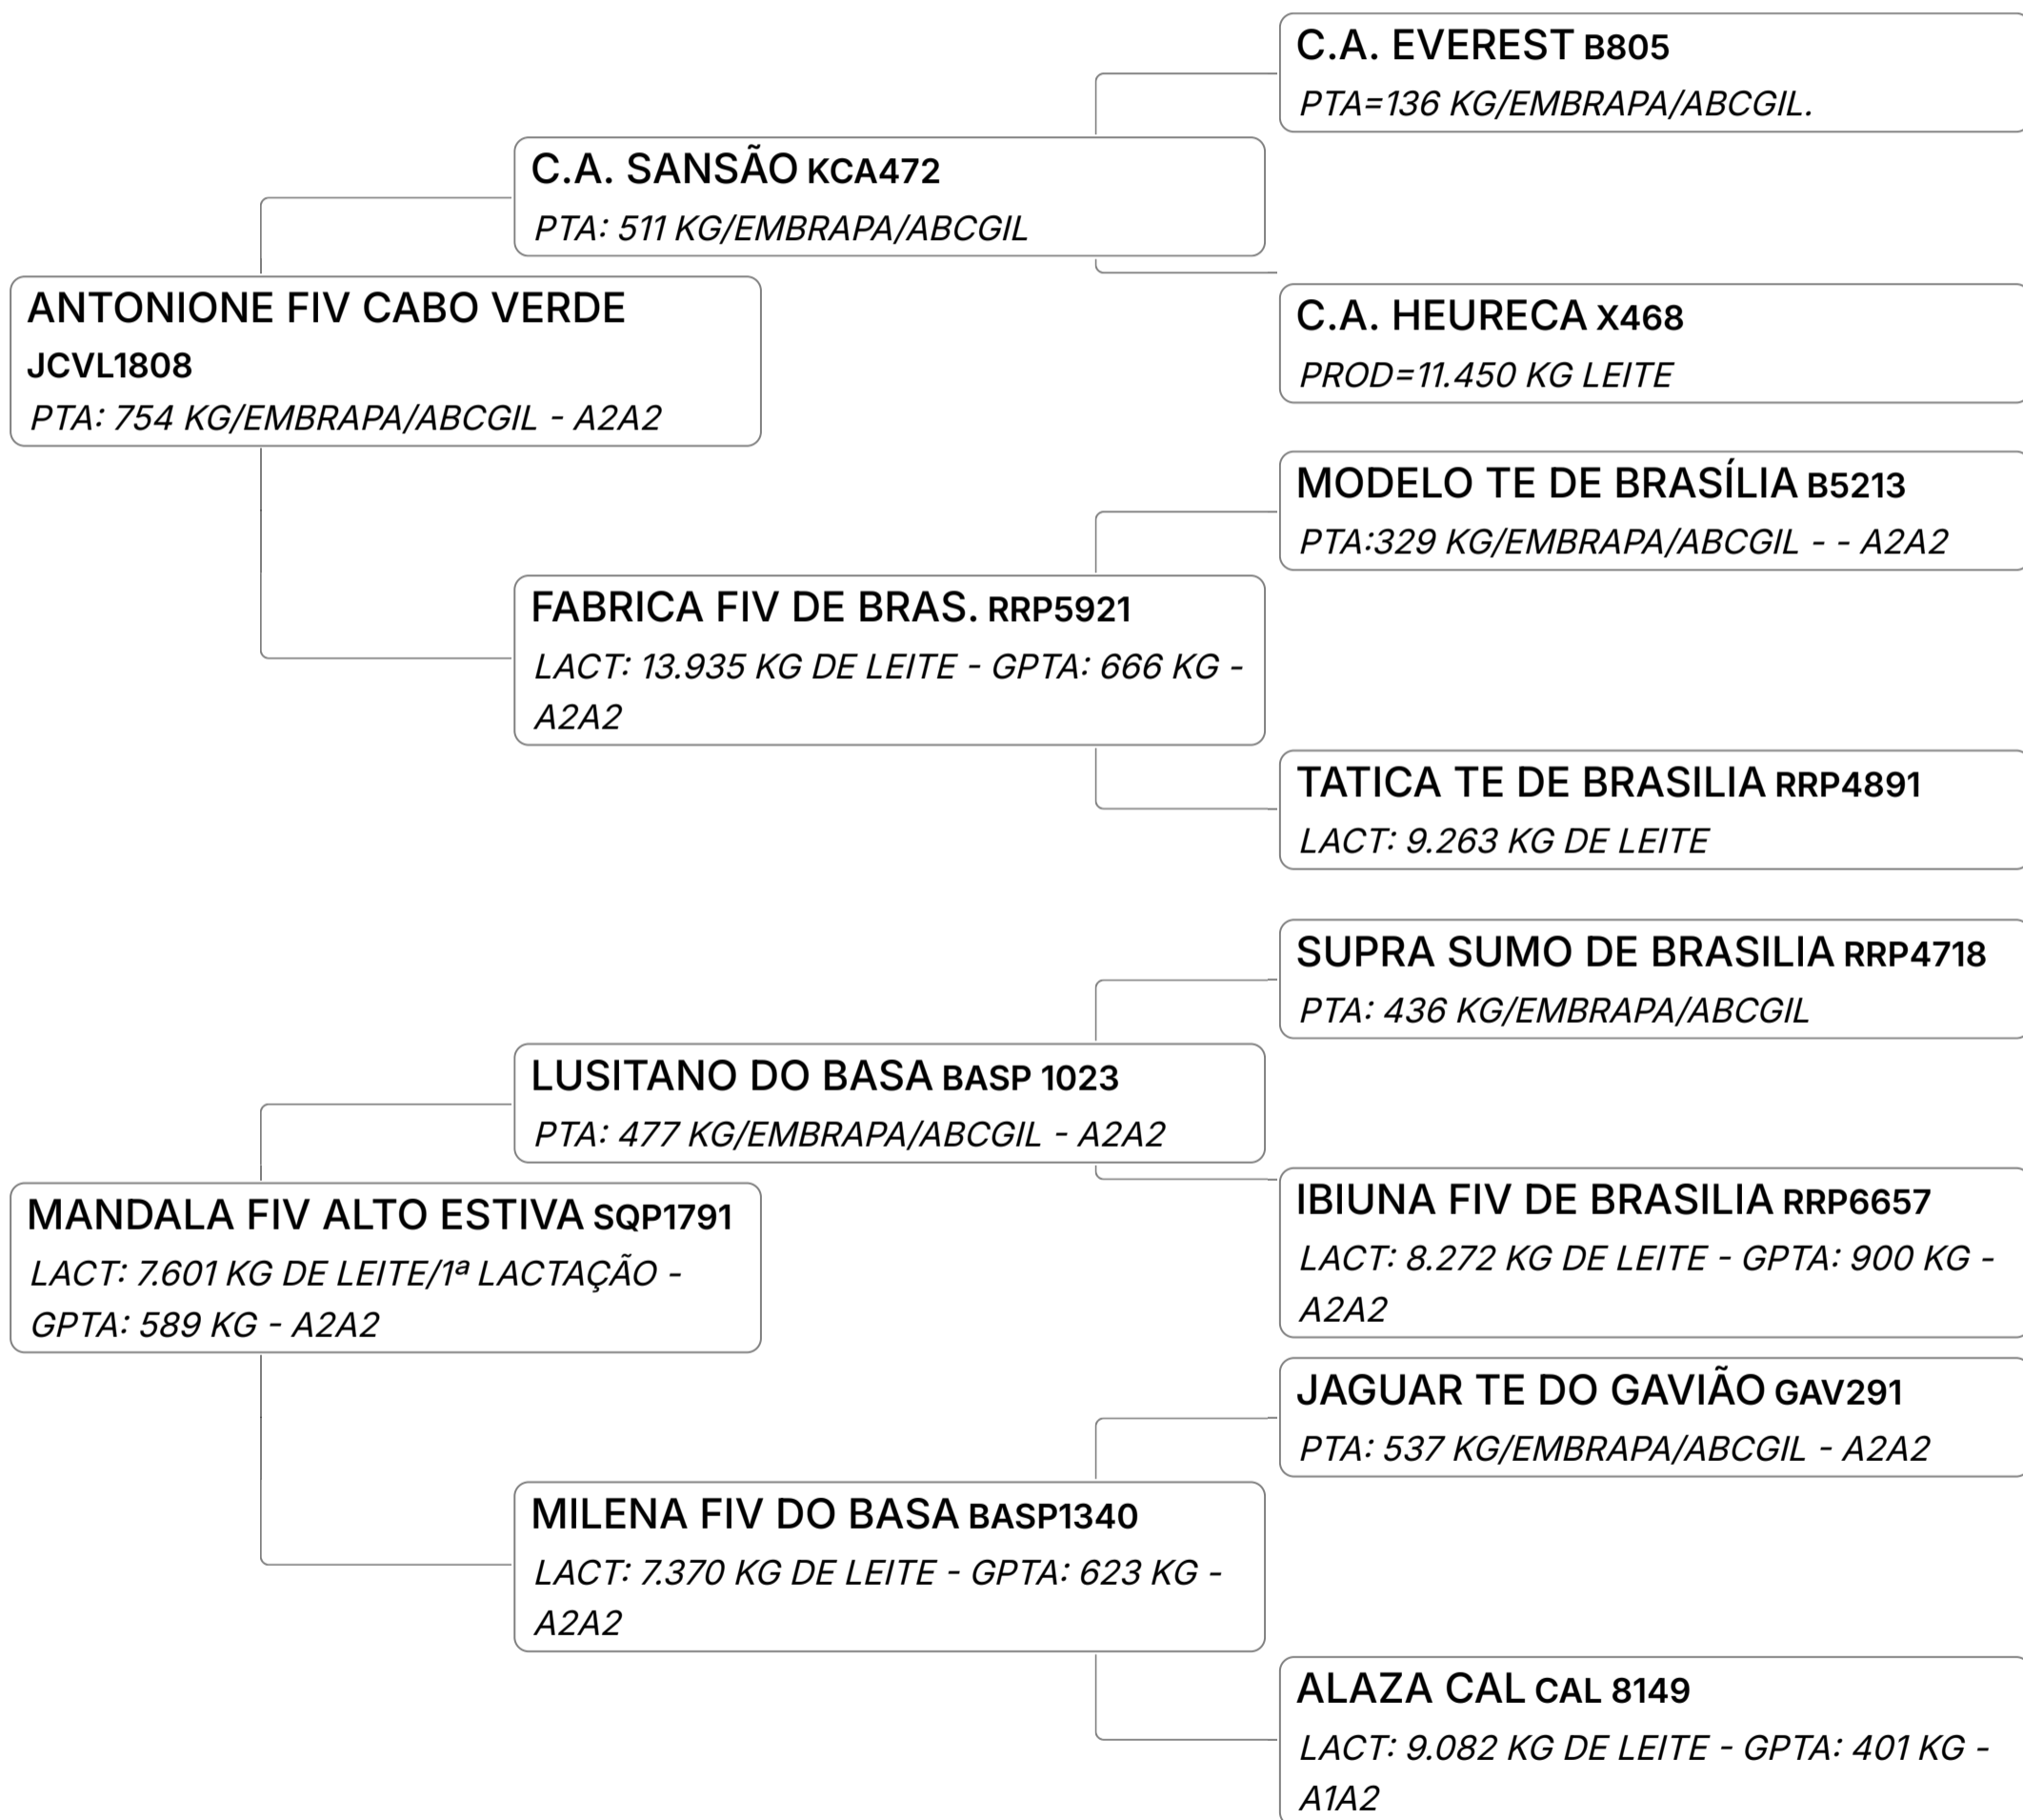 C.A. EVEREST B805
PTA=136 KG/EMBRAPA/ABCGIL.
C.A. SANSÃO KCA472
PTA: 511 KG/EMBRAPA/ABCGIL
ANTONIONE FIV CABO VERDE
JCVL1808
PTA: 754 KG/EMBRAPA/ABCGIL - A2A2
C.A. HEURECA X468
PROD=11.450 KG LEITE
MODELO TE DE BRASÍLIA B5213
PTA:329 KG/EMBRAPA/ABCGIL - - A2A2
FABRICA FIV DE BRAS. RRP5921
LACT: 13.935 KG DE LEITE - GPTA: 666 KG -
A2A2
TATICA TE DE BRASILIA RRP4891
LACT: 9.263 KG DE LEITE
SUPRA SUMO DE BRASILIA RRP4718
PTA: 436 KG/EMBRAPA/ABCGIL
LUSITANO DO BASA BASP 1023
PTA: 477 KG/EMBRAPA/ABCGIL - A2A2
MANDALA FIV ALTO ESTIVA SQP1791
LACT: 7.601 KG DE LEITE/1ª LACTAÇÃO -
GPTA: 589 KG - A2A2
IBIUNA FIV DE BRASILIA RRP6657
LACT: 8.272 KG DE LEITE - GPTA: 900 KG -
A2A2
JAGUAR TE DO GAVIÃO GAV291
PTA: 537 KG/EMBRAPA/ABCGIL - A2A2
MILENA FIV DO BASA BASP1340
LACT: 7.370 KG DE LEITE - GPTA: 623 KG -
A2A2
ALAZA CAL CAL 8149
LACT: 9.082 KG DE LEITE - GPTA: 401 KG -
A1A2